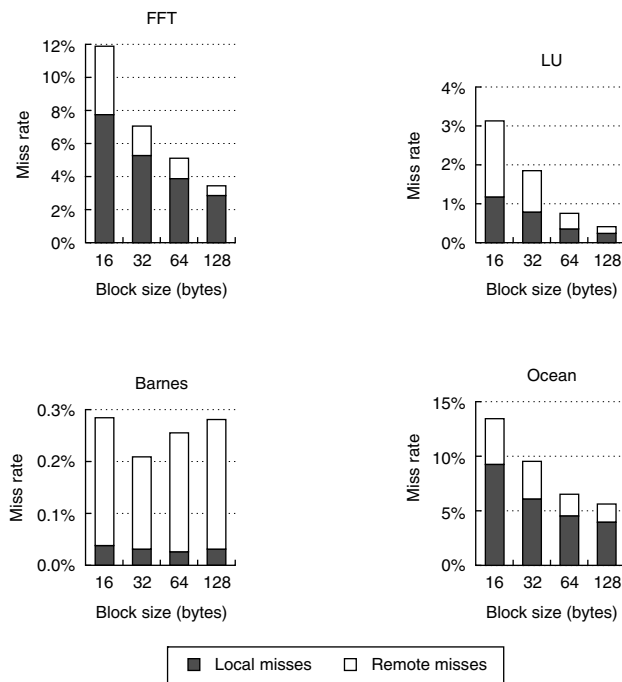 FFT
12%
10%
8%
6%
4%
2%
0%
Miss rate
16 32 64 128
Block size (bytes)
LU
4%
3%
2%
1%
0%
Miss rate
16 32 64 128
Block size (bytes)
Barnes
0.3%
0.2%
0.1%
0.0%
Miss rate
16 32 64 128
Block size (bytes)
Ocean
15%
10%
5%
0%
Miss rate
16 32 64 128
Block size (bytes)
Local misses Remote misses